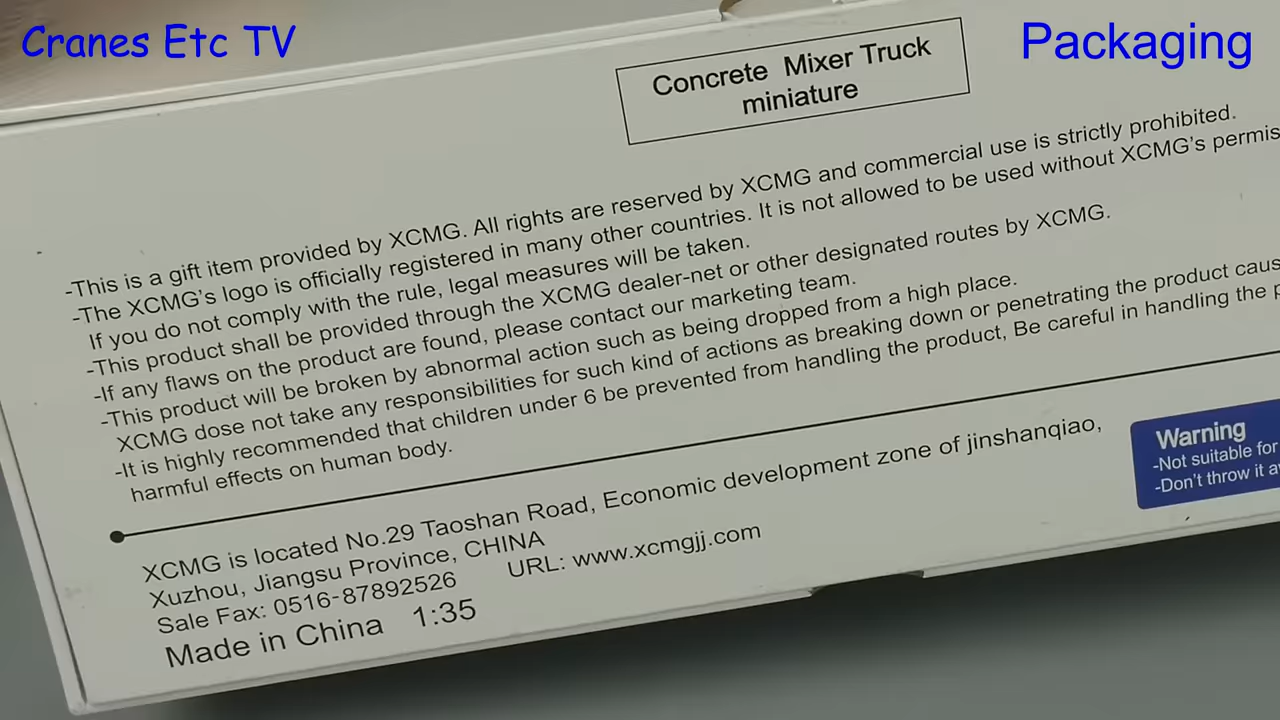 Cranes Etc TV
Packaging
Concrete Mixer Truck
miniature
-This is a gift item provided by XCMG. All rights are reserved by XCMG and commercial use is strictly prohibited.
-The XCMG's logo is officially registered in many other countries. It is not allowed to be used without XCMG's permis
If you do not comply with the rule, legal measures will be taken.
-This product shall be provided through the XCMG dealer-net or other designated routes by XCMG.
-If any flaws on the product are found, please contact our marketing team.
-This product will be broken by abnormal action such as being dropped from a high place.
XCMG dose not take any responsibilities for such kind of actions as breaking down or penetrating the product caus
-It is highly recommended that children under 6 be prevented from handling the product, Be careful in handling the p
harmful effects on human body.
XCMG is located No.29 Taoshan Road, Economic development zone of jinshanqiao,
Xuzhou, Jiangsu Province, CHINA
Sale Fax: 0516-87892526 URL: www.xcmgjj.com
Made in China 1:35
Warning
-Not suitable for
-Don't throw it a